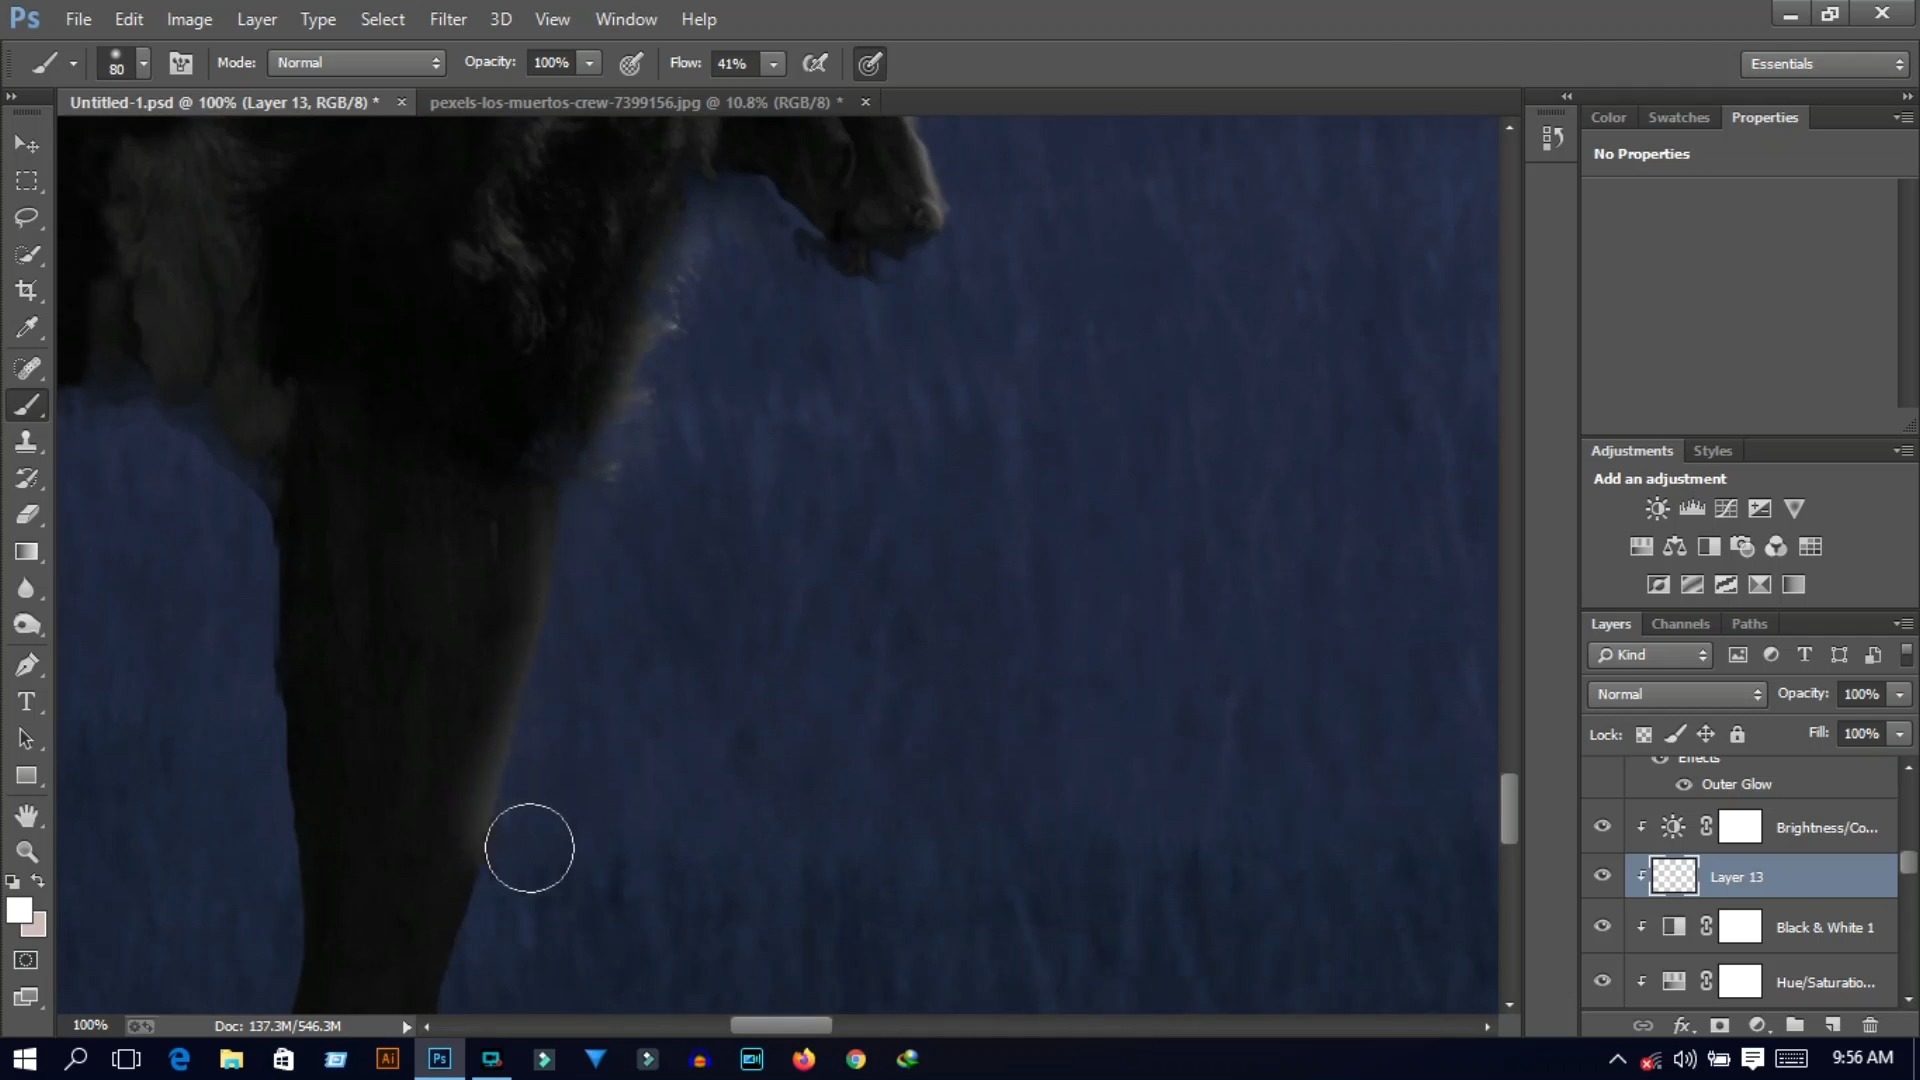 Ps File Edit Image Layer Type Select Filter 3D View Window Help
80 Mode: Normal Opacity: 100% Flow: 41% Essentials
Untitled-1.psd @ 100% (Layer 13, RGB/8) * × pexels-los-muertos-crew-7399156.jpg @ 10.8% (RGB/8) * ×
Color Swatches Properties
No Properties
Adjustments Styles
Add an adjustment
Layers Channels Paths
Kind
Normal Opacity: 100%
Lock: Fill: 100%
Effects
Outer Glow
Brightness/Co...
Layer 13
Black & White 1
Hue/Saturatio...
100% Doc: 137.3M/546.3M
Ai Ps 9:56 AM